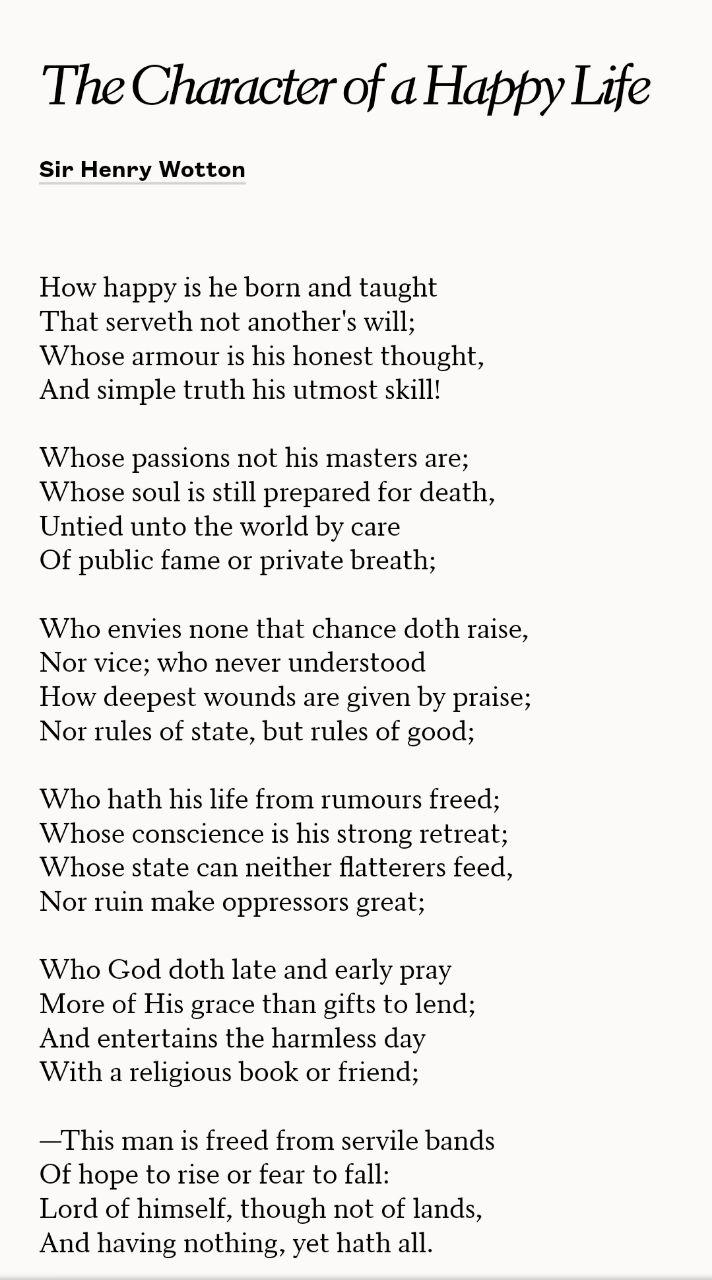 The Character of a Happy Life
Sir Henry Wotton
How happy is he born and taught
That serveth not another's will;
Whose armour is his honest thought,
And simple truth his utmost skill!
Whose passions not his masters are;
Whose soul is still prepared for death,
Untied unto the world by care
Of public fame or private breath;
Who envies none that chance doth raise,
Nor vice; who never understood
How deepest wounds are given by praise;
Nor rules of state, but rules of good;
Who hath his life from rumours freed;
Whose conscience is his strong retreat;
Whose state can neither flatterers feed,
Nor ruin make oppressors great;
Who God doth late and early pray
More of His grace than gifts to lend;
And entertains the harmless day
With a religious book or friend;
—This man is freed from servile bands
Of hope to rise or fear to fall:
Lord of himself, though not of lands,
And having nothing, yet hath all.